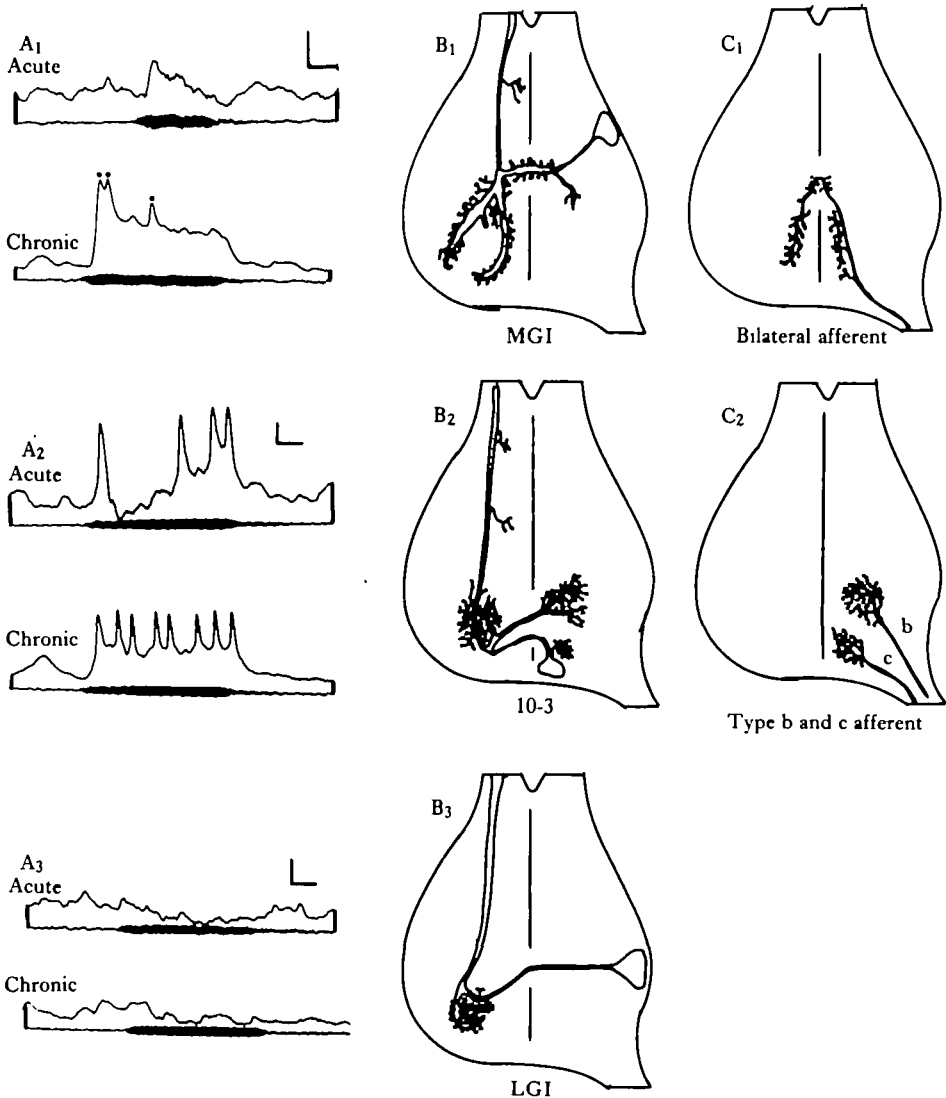 A1
Acute
Chronic
B1
MGI
C1
Bilateral afferent
A2
Acute
Chronic
B2
10-3
C2
b
c
Type b and c afferent
A3
Acute
Chronic
B3
LGI